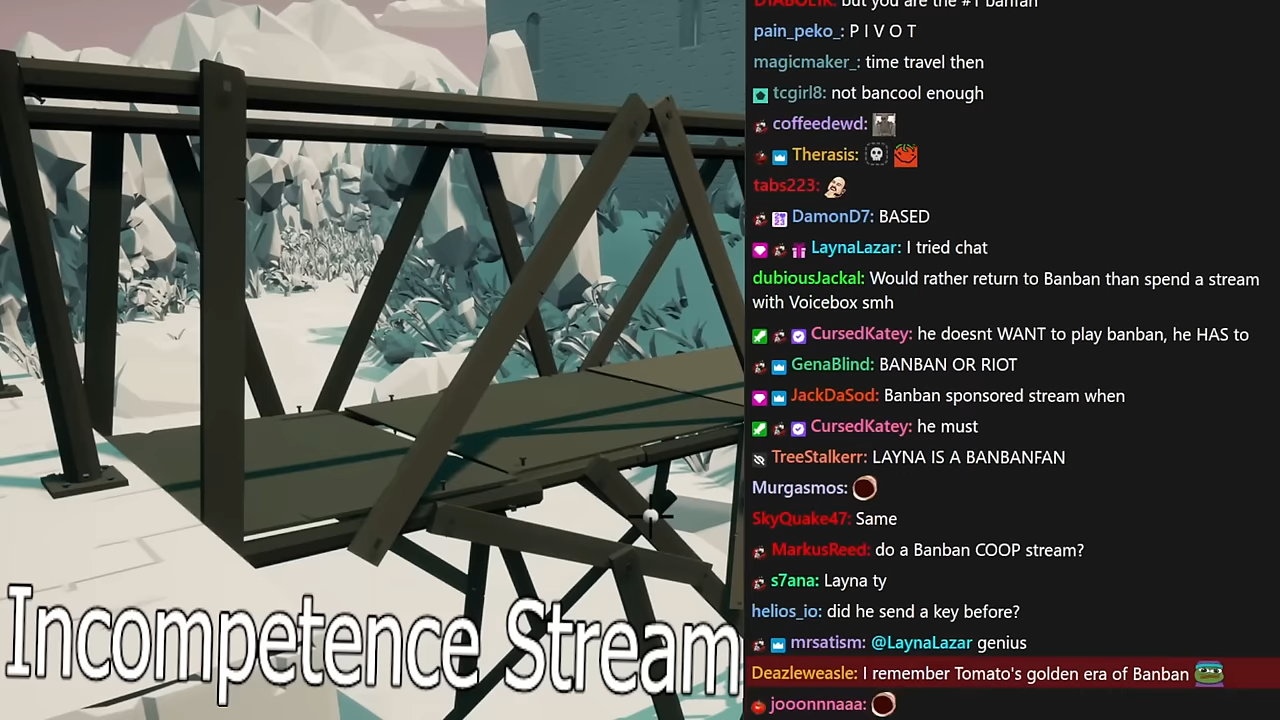 DIABOLIK: but you are the #1 banfan
pain_peko_: P I V O T
magicmaker_: time travel then
tcgirl8: not bancool enough
coffeedewd:
Therasis:
tabs223:
DamonD7: BASED
LaynaLazar: I tried chat
dubiousJackal: Would rather return to Banban than spend a stream
with Voicebox smh
CursedKatey: he doesnt WANT to play banban, he HAS to
GenaBlind: BANBAN OR RIOT
JackDaSod: Banban sponsored stream when
CursedKatey: he must
TreeStalkerr: LAYNA IS A BANBANFAN
Murgasmos:
SkyQuake47: Same
MarkusReed: do a Banban COOP stream?
s7ana: Layna ty
helios_io: did he send a key before?
mrsatism: @LaynaLazar genius
Deazleweasle: I remember Tomato's golden era of Banban
jooonnnaaa:
Incompetence Stream